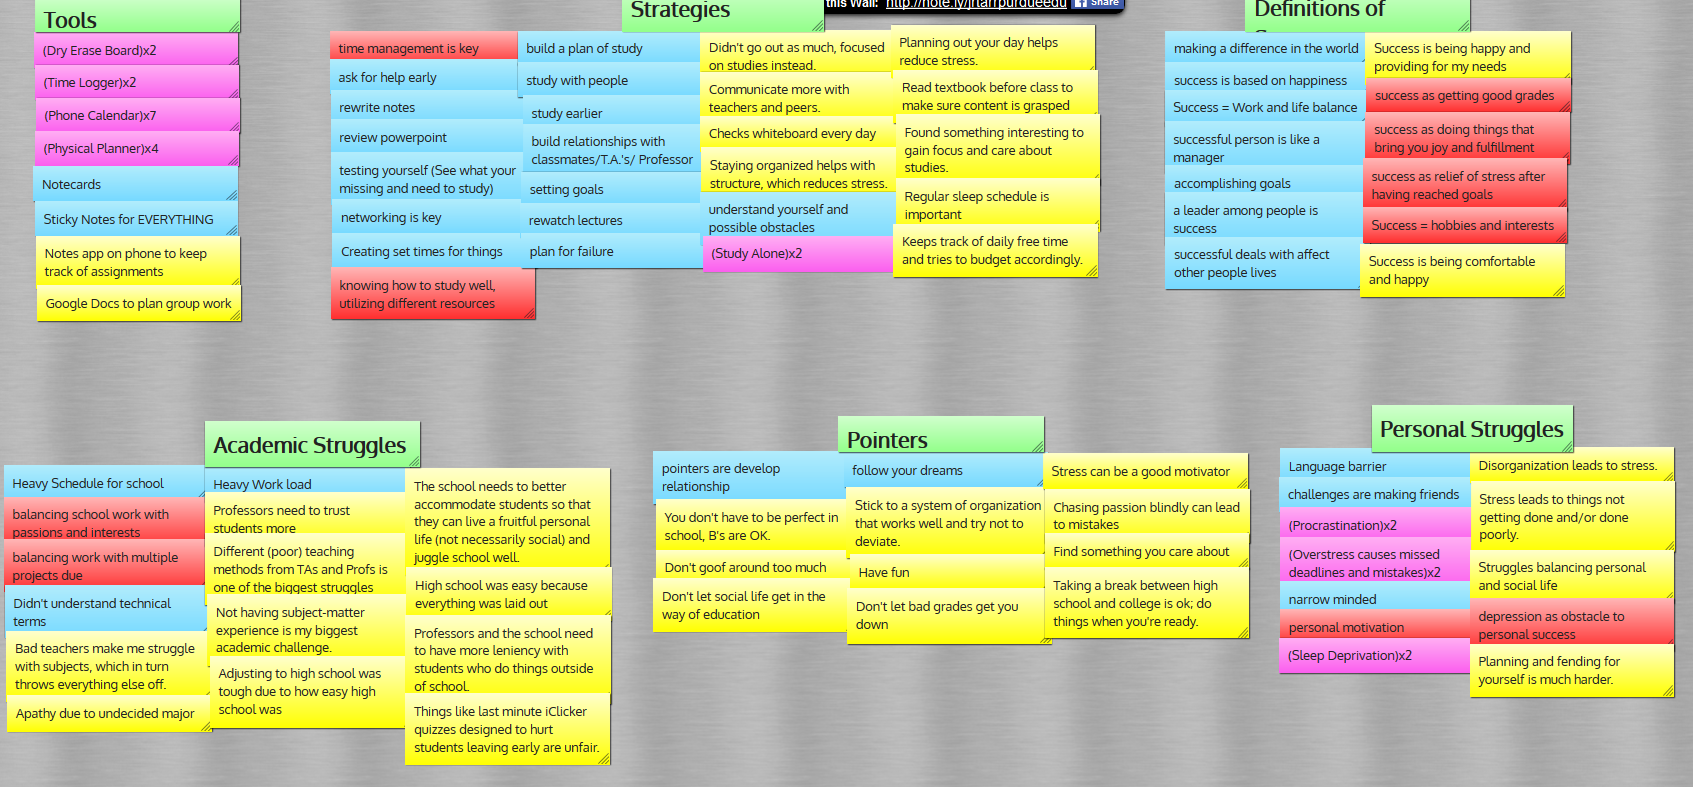 this Wall: http://note.ly/jrtarrpurdueedu Share
Tools
(Dry Erase Board)x2
(Time Logger)x2
(Phone Calendar)x7
(Physical Planner)x4
Notecards
Sticky Notes for EVERYTHING
Notes app on phone to keep
track of assignments
Google Docs to plan group work
Strategies
time management is key
ask for help early
rewrite notes
review powerpoint
testing yourself (See what your
missing and need to study)
networking is key
Creating set times for things
knowing how to study well,
utilizing different resources
build a plan of study
study with people
study earlier
build relationships with
classmates/T.A.'s/ Professor
setting goals
rewatch lectures
plan for failure
Didn't go out as much, focused
on studies instead.
Communicate more with
teachers and peers.
Checks whiteboard every day
Staying organized helps with
structure, which reduces stress.
understand yourself and
possible obstacles
(Study Alone)x2
Planning out your day helps
reduce stress.
Read textbook before class to
make sure content is grasped
Found something interesting to
gain focus and care about
studies.
Regular sleep schedule is
important
Keeps track of daily free time
and tries to budget accordingly.
Definitions of
making a difference in the world
success is based on happiness
Success = Work and life balance
successful person is like a
manager
accomplishing goals
a leader among people is
success
successful deals with affect
other people lives
Success is being happy and
providing for my needs
success as getting good grades
success as doing things that
bring you joy and fulfillment
success as relief of stress after
having reached goals
Success = hobbies and interests
Success is being comfortable
and happy
Academic Struggles
Heavy Schedule for school
balancing school work with
passions and interests
balancing work with multiple
projects due
Didn't understand technical
terms
Bad teachers make me struggle
with subjects, which in turn
throws everything else off.
Apathy due to undecided major
Heavy Work load
Professors need to trust
students more
Different (poor) teaching
methods from TAs and Profs is
one of the biggest struggles
Not having subject-matter
experience is my biggest
academic challenge.
Adjusting to high school was
tough due to how easy high
school was
The school needs to better
accommodate students so that
they can live a fruitful personal
life (not necessarily social) and
juggle school well.
High school was easy because
everything was laid out
Professors and the school need
to have more leniency with
students who do things outside
of school.
Things like last minute iClicker
quizzes designed to hurt
students leaving early are unfair.
Pointers
pointers are develop
relationship
You don't have to be perfect in
school, B's are OK.
Don't goof around too much
Don't let social life get in the
way of education
follow your dreams
Stick to a system of organization
that works well and try not to
deviate.
Have fun
Don't let bad grades get you
down
Stress can be a good motivator
Chasing passion blindly can lead
to mistakes
Find something you care about
Taking a break between high
school and college is ok; do
things when you're ready.
Personal Struggles
Language barrier
challenges are making friends
(Procrastination)x2
(Overstress causes missed
deadlines and mistakes)x2
narrow minded
personal motivation
(Sleep Deprivation)x2
Disorganization leads to stress.
Stress leads to things not
getting done and/or done
poorly.
Struggles balancing personal
and social life
depression as obstacle to
personal success
Planning and fending for
yourself is much harder.